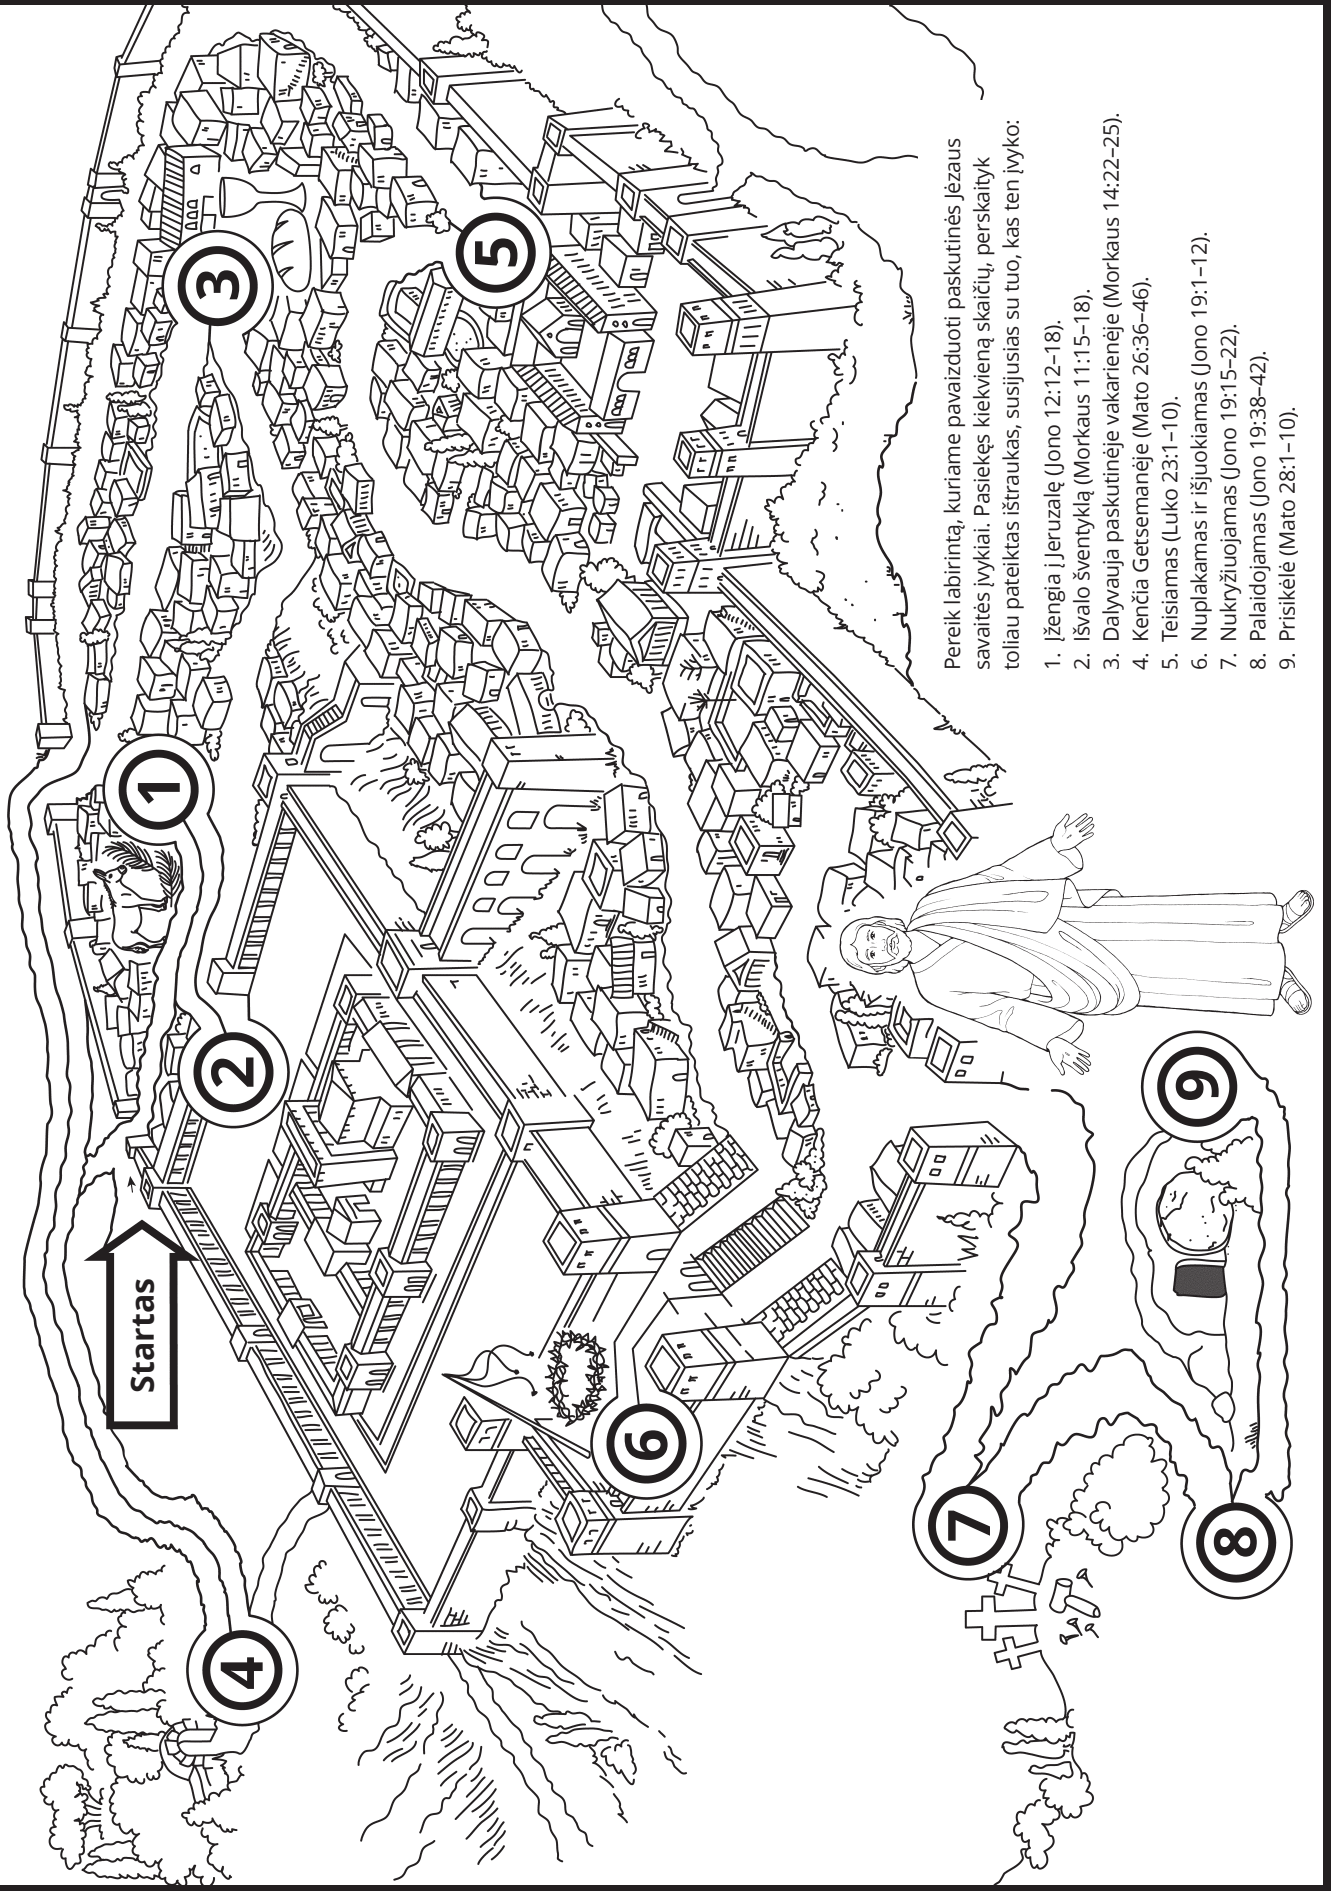 Startas
1
2
3
4
5
6
7
8
9
Pereik labirintą, kuriame pavaizduoti paskutinės Jėzaus
savaitės įvykiai. Pasiekęs kiekvieną skaičių, perskaityk
toliau pateiktas ištraukas, susijusias su tuo, kas ten įvyko:
1. Įžengia į Jeruzalę (Jono 12:12–18).
2. Išvalo šventyklą (Morkaus 11:15–18).
3. Dalyvauja paskutinėje vakarienėje (Morkaus 14:22–25).
4. Kenčia Getsemanėje (Mato 26:36–46).
5. Teisiamas (Luko 23:1–10).
6. Nuplakamas ir išjuokiamas (Jono 19:1–12).
7. Nukryžiuojamas (Jono 19:15–22).
8. Palaidojamas (Jono 19:38–42).
9. Prisikėlė (Mato 28:1–10).